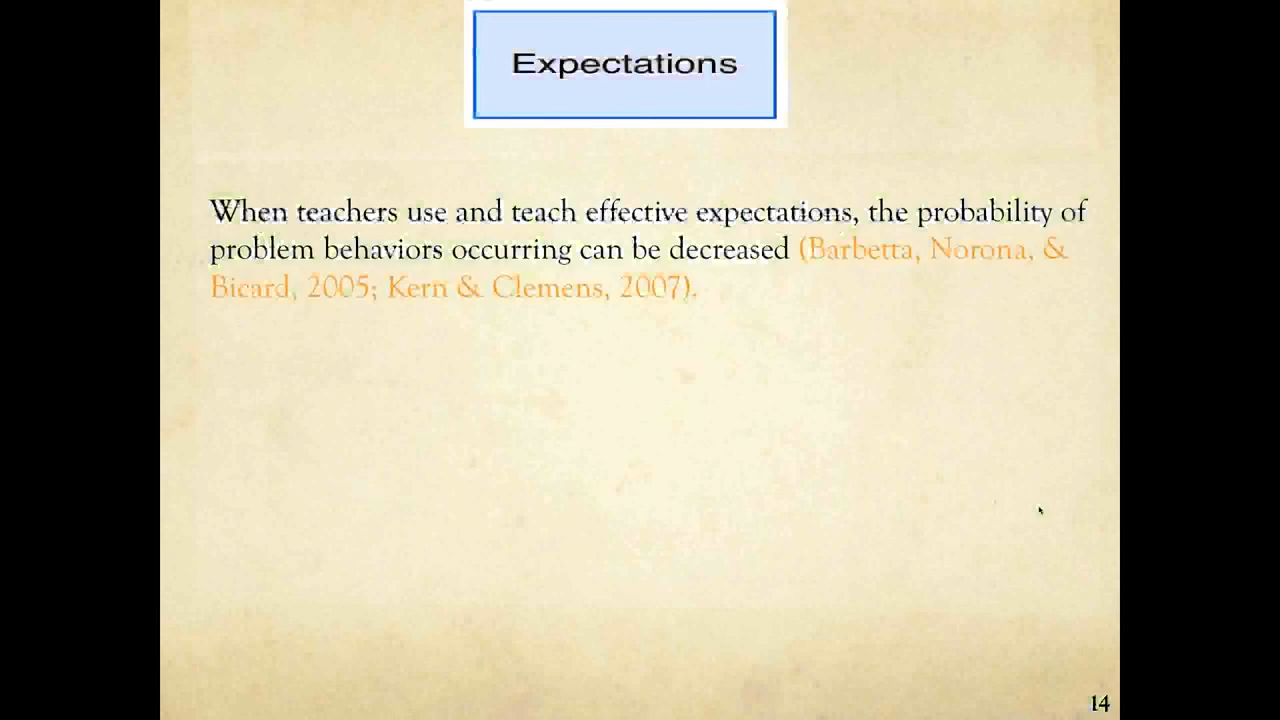 Expectations
When teachers use and teach effective expectations, the probability of
problem behaviors occurring can be decreased (Barbetta, Norona, &
Bicard, 2005; Kern & Clemens, 2007).
14